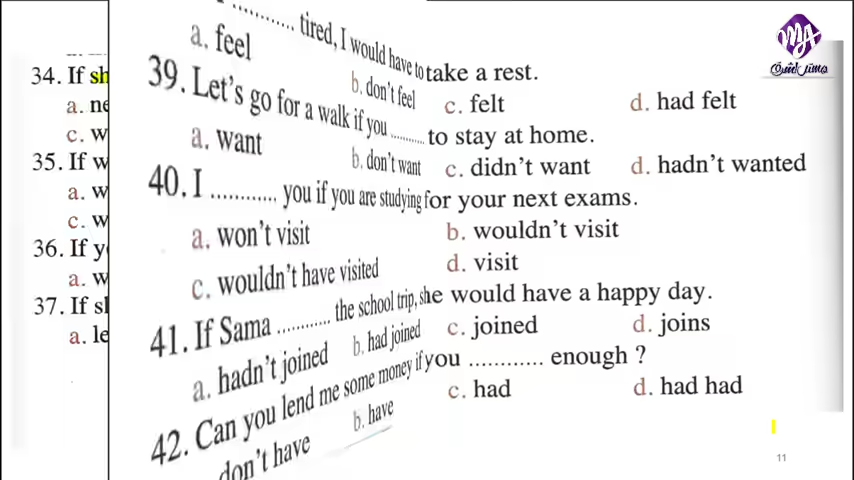 34. If sh
a. ne
c. w
35. If w
a. w
c. w
36. If y
a. w
37. If sl
a. le
............ tired, I would have to take a rest.
a. feel b. don't feel c. felt d. had felt
39. Let's go for a walk if you ......... to stay at home.
a. want b. don't want c. didn't want d. hadn't wanted
40. I ............ you if you are studying for your next exams.
a. won't visit b. wouldn't visit
c. wouldn't have visited d. visit
41. If Sama ............ the school trip, she would have a happy day.
a. hadn't joined b. had joined c. joined d. joins
42. Can you lend me some money if you ............ enough ?
don't have b. have c. had d. had had
11